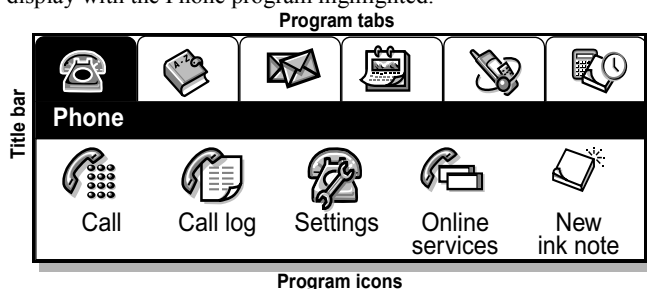 display with the Phone program highlighted.
Program tabs
A-Z
Title bar
Phone
Call
Call log
Settings
Online
services
New
ink note
Program icons